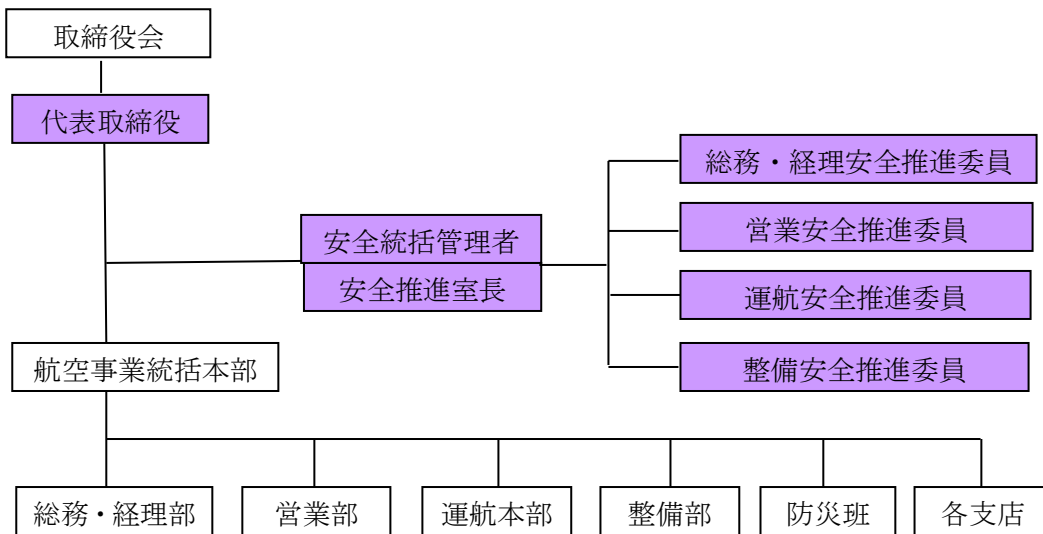 取締役会
代表取締役
総務・経理安全推進委員
安全統括管理者
営業安全推進委員
安全推進室長
運航安全推進委員
航空事業統括本部
整備安全推進委員
総務・経理部
営業部
運航本部
整備部
防災班
各支店